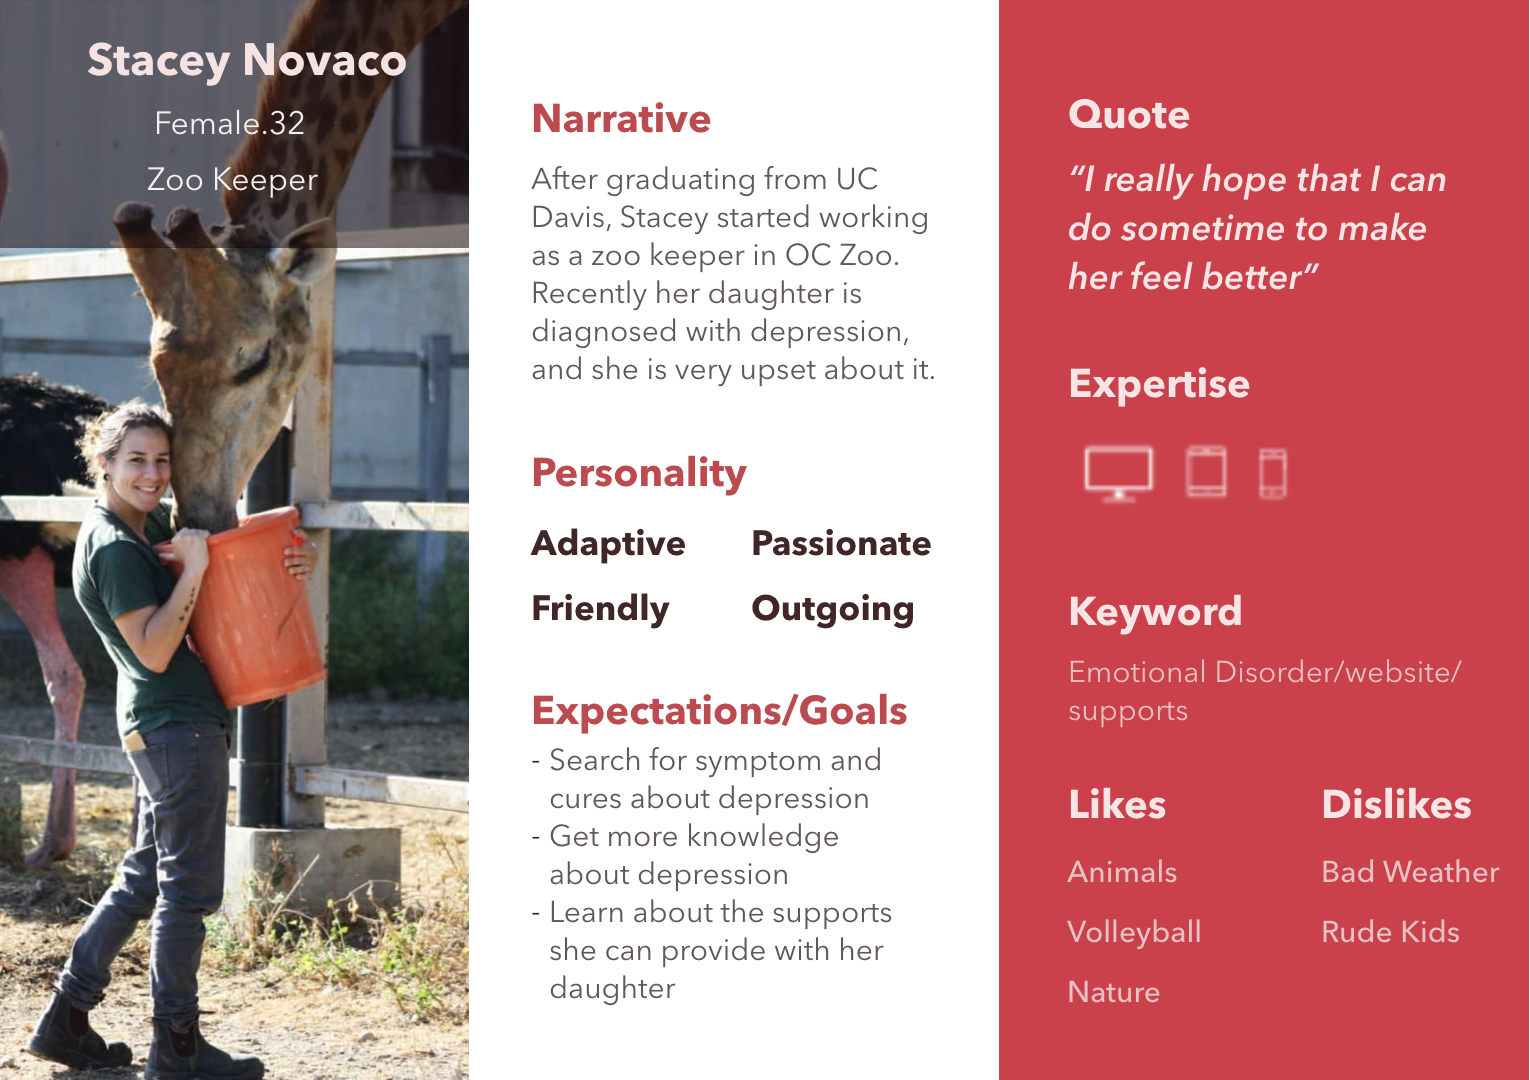 Stacey Novaco
Female.32
Zoo Keeper
Narrative
After graduating from UC
Davis, Stacey started working
as a zoo keeper in OC Zoo.
Recently her daughter is
diagnosed with depression,
and she is very upset about it.
Personality
Adaptive Passionate
Friendly Outgoing
Expectations/Goals
- Search for symptom and
cures about depression
- Get more knowledge
about depression
- Learn about the supports
she can provide with her
daughter
Quote
“I really hope that I can
do sometime to make
her feel better”
Expertise
Keyword
Emotional Disorder/website/
supports
Likes Dislikes
Animals Bad Weather
Volleyball Rude Kids
Nature